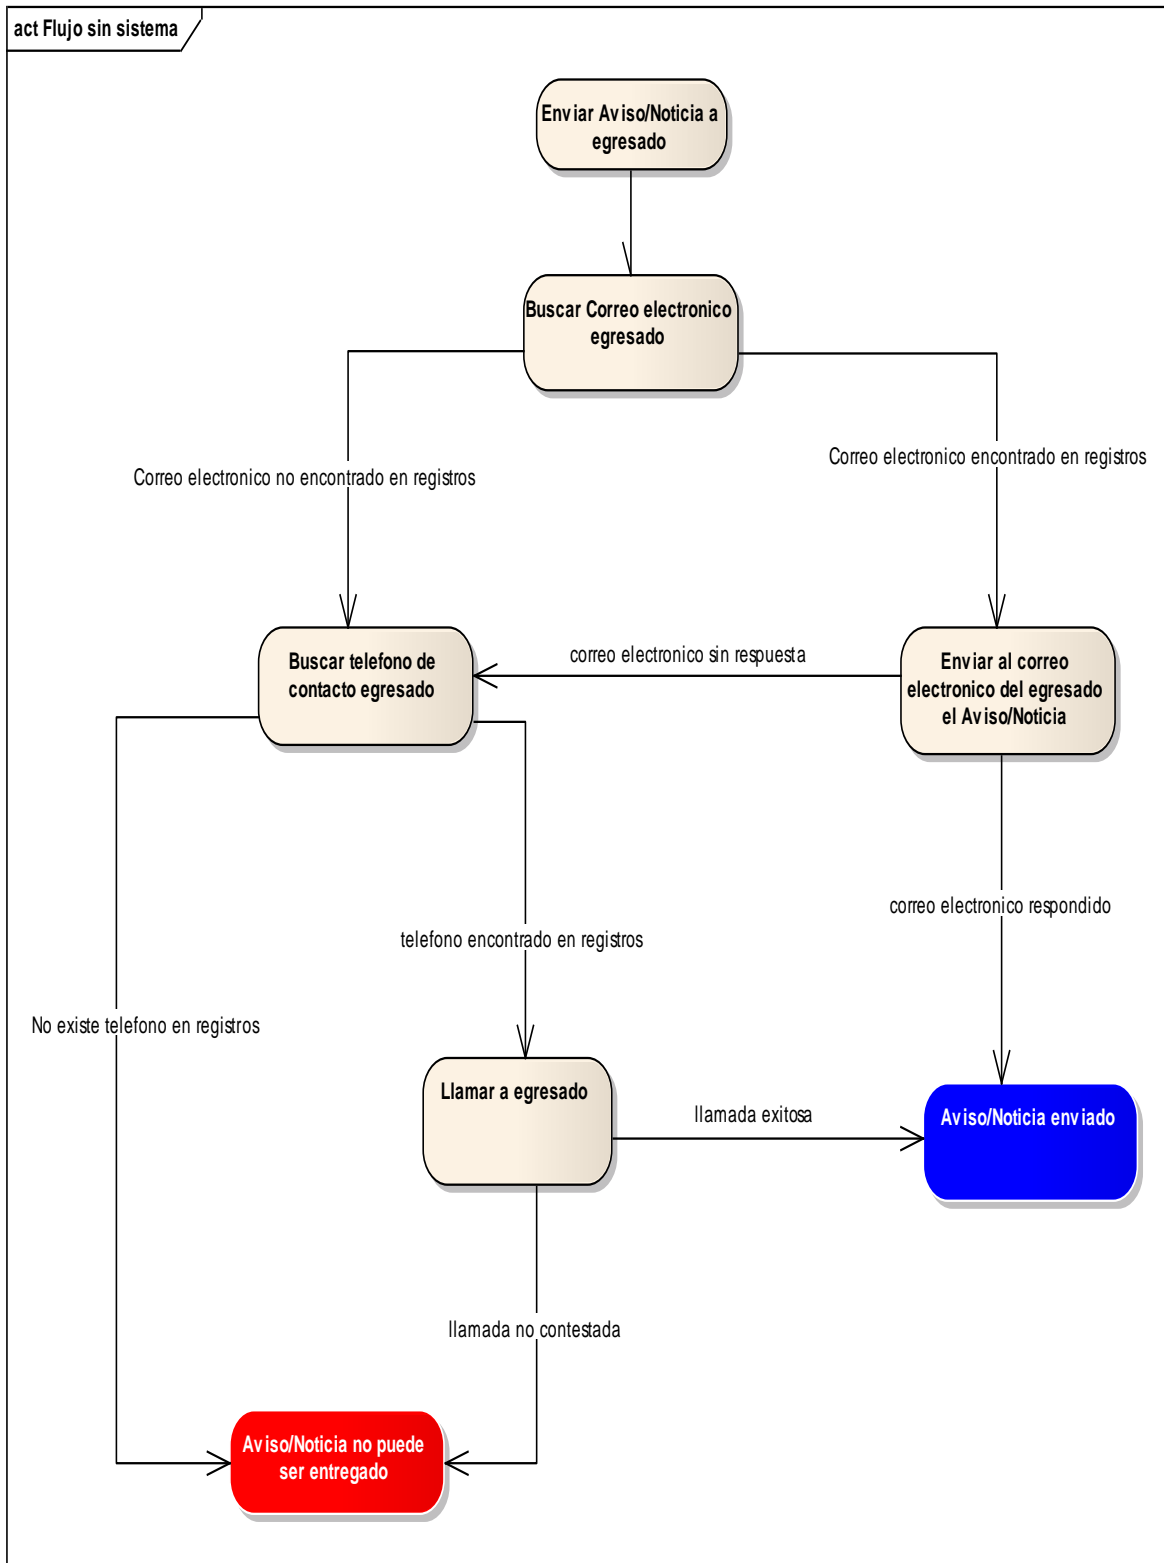 act Flujo sin sistema
Enviar Aviso/Noticia a
egresado
Buscar Correo electronico
egresado
Correo electronico no encontrado en registros
Correo electronico encontrado en registros
Buscar telefono de
contacto egresado
correo electronico sin respuesta
Enviar al correo
electronico del egresado
el Aviso/Noticia
correo electronico respondido
telefono encontrado en registros
No existe telefono en registros
Llamar a egresado
llamada exitosa
Aviso/Noticia enviado
llamada no contestada
Aviso/Noticia no puede
ser entregado